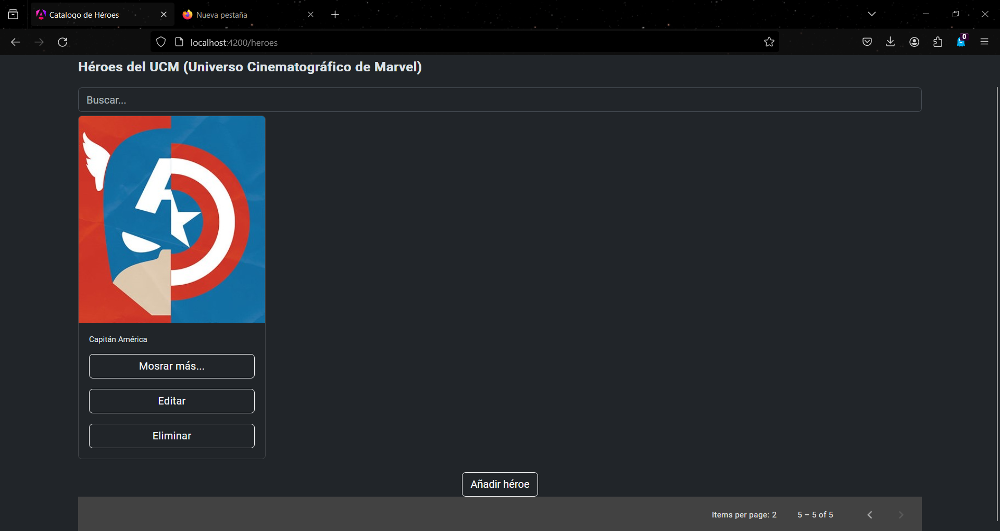 Catalogo de Héroes
Nueva pestaña
localhost:4200/heroes
0
Héroes del UCM (Universo Cinematográfico de Marvel)
Buscar...
A
Capitán América
Mosrar más...
Editar
Eliminar
Añadir héroe
Items per page: 2
5 – 5 of 5